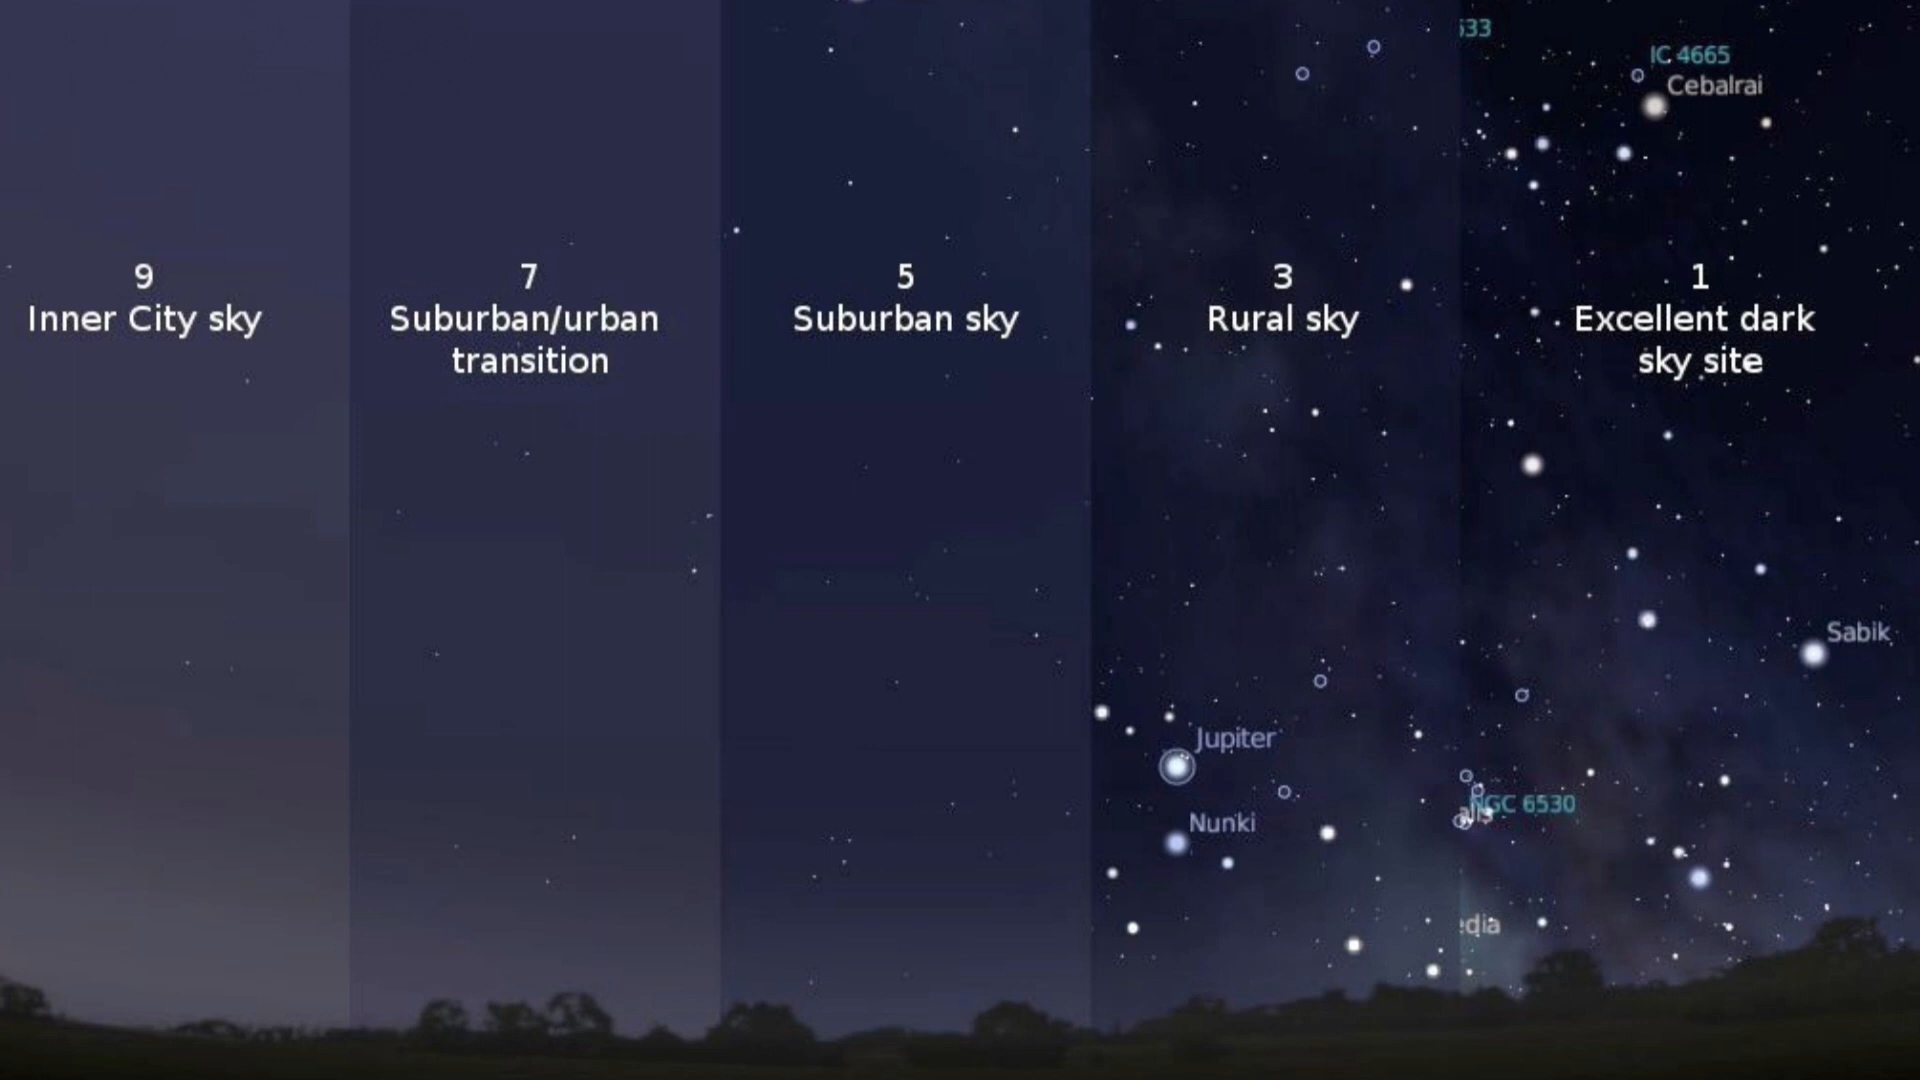 533
IC 4665
Cebalrai
9
Inner City sky
7
Suburban/urban
transition
5
Suburban sky
3
Rural sky
1
Excellent dark
sky site
Sabik
Jupiter
NGC 6530
Nunki